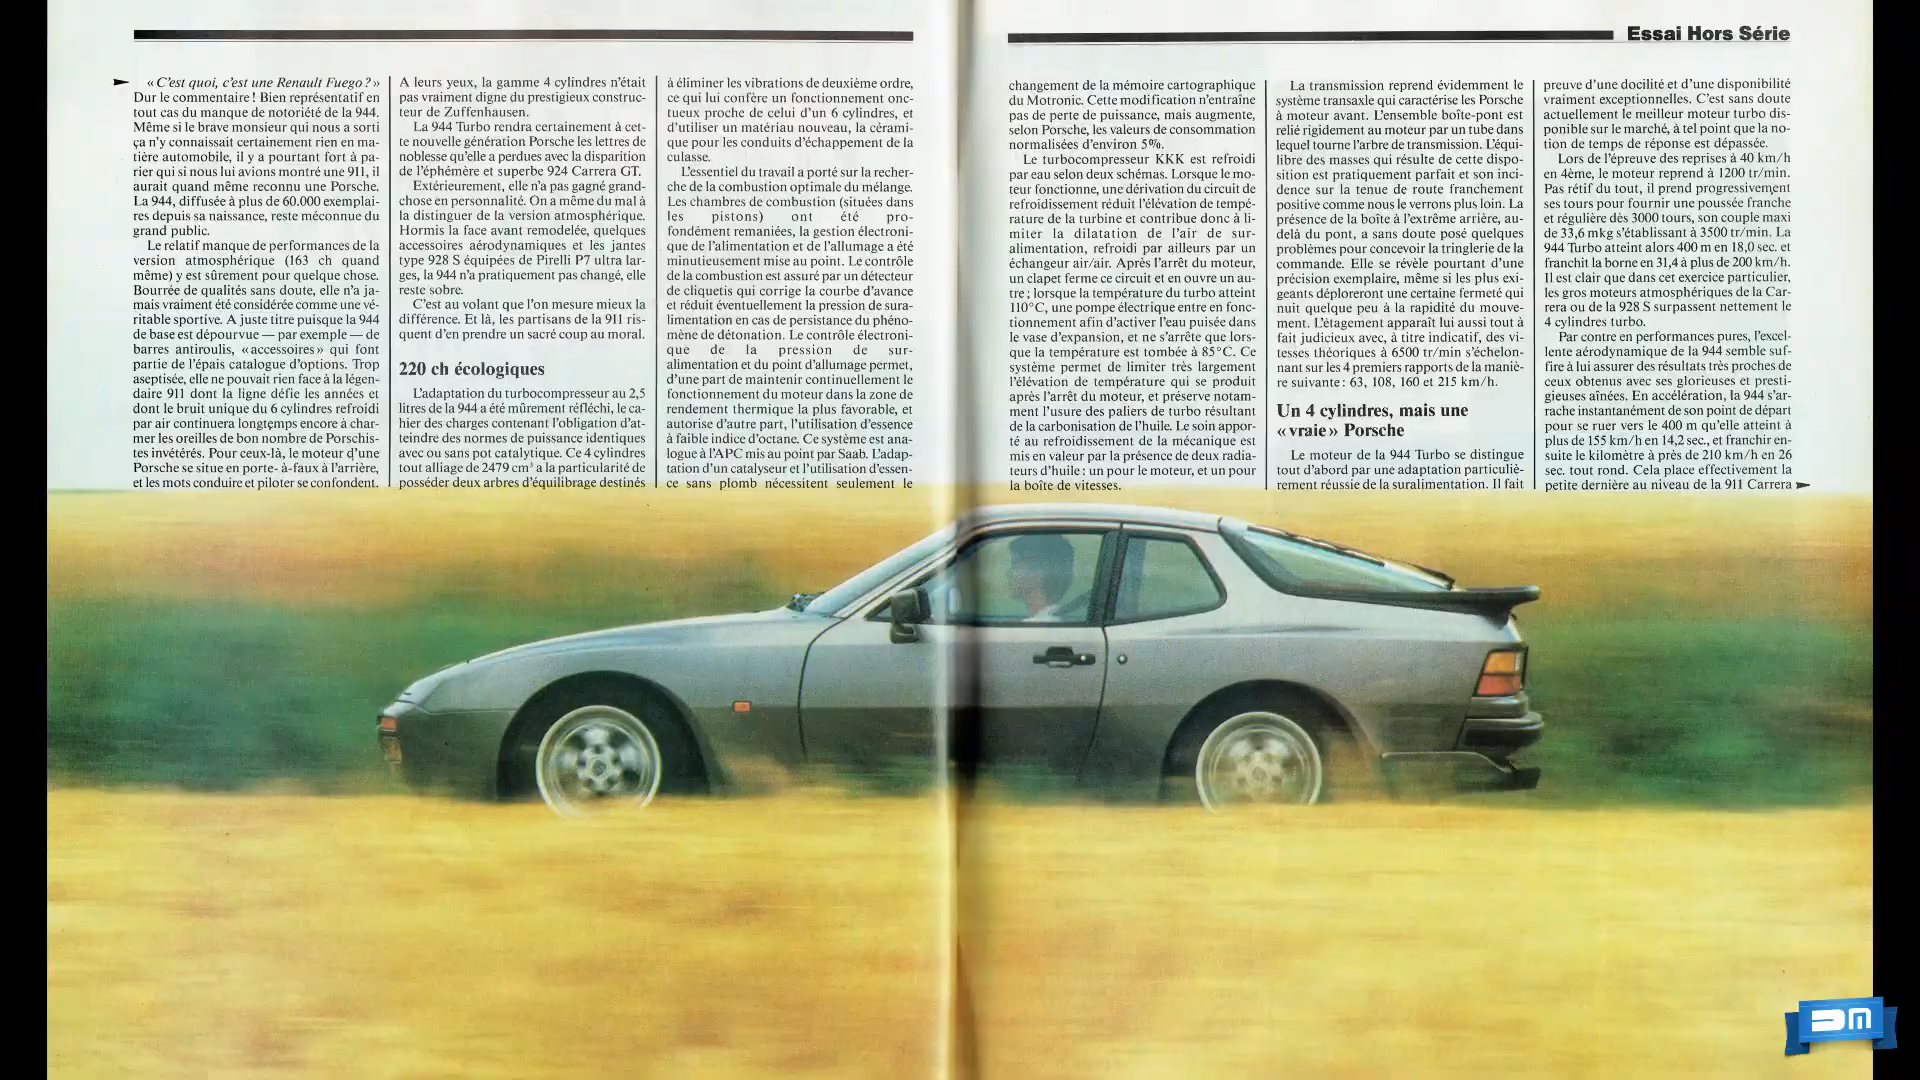 Essai Hors Série
« C'est quoi, c'est une Renault Fuego ? »
Dur le commentaire ! Bien représentatif en
tout cas du manque de notoriété de la 944.
Même si le brave monsieur qui nous a sorti
ça n'y connaissait certainement rien en ma-
tière automobile, il y a pourtant fort à pa-
rier qui si nous lui avions montré une 911, il
aurait quand même reconnu une Porsche.
La 944, diffusée à plus de 60.000 exemplai-
res depuis sa naissance, reste méconnue du
grand public.
Le relatif manque de performances de la
version atmosphérique (163 ch quand
même) y est sûrement pour quelque chose.
Bourrée de qualités sans doute, elle n'a ja-
mais vraiment été considérée comme une vé-
ritable sportive. A juste titre puisque la 944
de base est dépourvue — par exemple — de
barres antiroulis, « accessoires » qui font
partie de l'épais catalogue d'options. Trop
aseptisée, elle ne pouvait rien face à la légen-
daire 911 dont la ligne défie les années et
dont le bruit unique du 6 cylindres refroidi
par air continuera longtemps encore à char-
mer les oreilles de bon nombre de Porschis-
tes invétérés. Pour ceux-là, le moteur d'une
Porsche se situe en porte- à-faux à l'arrière,
et les mots conduire et piloter se confondent.
A leurs yeux, la gamme 4 cylindres n'était
pas vraiment digne du prestigieux construc-
teur de Zuffenhausen.
La 944 Turbo rendra certainement à cet-
te nouvelle génération Porsche les lettres de
noblesse qu'elle a perdues avec la disparition
de l'éphémère et superbe 924 Carrera GT.
Extérieurement, elle n'a pas gagné grand-
chose en personnalité. On a même du mal à
la distinguer de la version atmosphérique.
Hormis la face avant remodelée, quelques
accessoires aérodynamiques et les jantes
type 928 S équipées de Pirelli P7 ultra lar-
ges, la 944 n'a pratiquement pas changé, elle
reste sobre.
C'est au volant que l'on mesure mieux la
différence. Et là, les partisans de la 911 ris-
quent d'en prendre un sacré coup au moral.
220 ch écologiques
L'adaptation du turbocompresseur au 2,5
litres de la 944 a été mûrement réfléchi, le ca-
hier des charges contenant l'obligation d'at-
teindre des normes de puissance identiques
avec ou sans pot catalytique. Ce 4 cylindres
tout alliage de 2479 cm³ a la particularité de
posséder deux arbres d'équilibrage destinés
à éliminer les vibrations de deuxième ordre,
ce qui lui confère un fonctionnement onc-
tueux proche de celui d'un 6 cylindres, et
d'utiliser un matériau nouveau, la cérami-
que pour les conduits d'échappement de la
culasse.
L'essentiel du travail a porté sur la recher-
che de la combustion optimale du mélange.
Les chambres de combustion (situées dans
les pistons) ont été pro-
fondément remaniées, la gestion électroni-
que de l'alimentation et de l'allumage a été
minutieusement mise au point. Le contrôle
de la combustion est assuré par un détecteur
de cliquetis qui corrige la courbe d'avance
et réduit éventuellement la pression de sura-
limentation en cas de persistance du phéno-
mène de détonation. Le contrôle électroni-
que de la pression de sur-
alimentation et du point d'allumage permet,
d'une part de maintenir continuellement le
fonctionnement du moteur dans la zone de
rendement thermique la plus favorable, et
autorise d'autre part, l'utilisation d'essence
à faible indice d'octane. Ce système est ana-
logue à l'APC mis au point par Saab. L'adap-
tation d'un catalyseur et l'utilisation d'essen-
ce sans plomb nécessitent seulement le
changement de la mémoire cartographique
du Motronic. Cette modification n'entraîne
pas de perte de puissance, mais augmente,
selon Porsche, les valeurs de consommation
normalisées d'environ 5%.
Le turbocompresseur KKK est refroidi
par eau selon deux schémas. Lorsque le mo-
teur fonctionne, une dérivation du circuit de
refroidissement réduit l'élévation de tempé-
rature de la turbine et contribue donc à li-
miter la dilatation de l'air de sur-
alimentation, refroidi par ailleurs par un
échangeur air/air. Après l'arrêt du moteur,
un clapet ferme ce circuit et en ouvre un au-
tre ; lorsque la température du turbo atteint
110°C, une pompe électrique entre en fonc-
tionnement afin d'activer l'eau puisée dans
le vase d'expansion, et ne s'arrête que lors-
que la température est tombée à 85°C. Ce
système permet de limiter très largement
l'élévation de température qui se produit
après l'arrêt du moteur, et préserve notam-
ment l'usure des paliers de turbo résultant
de la carbonisation de l'huile. Le soin appor-
té au refroidissement de la mécanique est
mis en valeur par la présence de deux radia-
teurs d'huile : un pour le moteur, et un pour
la boîte de vitesses.
La transmission reprend évidemment le
système transaxle qui caractérise les Porsche
à moteur avant. L'ensemble boîte-pont est
relié rigidement au moteur par un tube dans
lequel tourne l'arbre de transmission. L'équi-
libre des masses qui résulte de cette dispo-
sition est pratiquement parfait et son inci-
dence sur la tenue de route franchement
positive comme nous le verrons plus loin. La
présence de la boîte à l'extrême arrière, au-
delà du pont, a sans doute posé quelques
problèmes pour concevoir la tringlerie de la
commande. Elle se révèle pourtant d'une
précision exemplaire, même si les plus exi-
geants déploreront une certaine fermeté qui
nuit quelque peu à la rapidité du mouve-
ment. L'étagement apparaît lui aussi tout à
fait judicieux avec, à titre indicatif, des vi-
tesses théoriques à 6500 tr/min s'échelon-
nant sur les 4 premiers rapports de la maniè-
re suivante : 63, 108, 160 et 215 km/h.
Un 4 cylindres, mais une
« vraie » Porsche
Le moteur de la 944 Turbo se distingue
tout d'abord par une adaptation particuliè-
rement réussie de la suralimentation. Il fait
preuve d'une docilité et d'une disponibilité
vraiment exceptionnelles. C'est sans doute
actuellement le meilleur moteur turbo dis-
ponible sur le marché, à tel point que la no-
tion de temps de réponse est dépassée.
Lors de l'épreuve des reprises à 40 km/h
en 4ème, le moteur reprend à 1200 tr/min.
Pas rétif du tout, il prend progressivement
ses tours pour fournir une poussée franche
et régulière dès 3000 tours, son couple maxi
de 33,6 mkg s'établissant à 3500 tr/min. La
944 Turbo atteint alors 400 m en 18,0 sec. et
franchit la borne en 31,4 à plus de 200 km/h.
Il est clair que dans cet exercice particulier,
les gros moteurs atmosphériques de la Car-
rera ou de la 928 S surpassent nettement le
4 cylindres turbo.
Par contre en performances pures, l'excel-
lente aérodynamique de la 944 semble suf-
fire à lui assurer des résultats très proches de
ceux obtenus avec ses glorieuses et presti-
gieuses aînées. En accélération, la 944 s'ar-
rache instantanément de son point de départ
pour se ruer vers le 400 m qu'elle atteint à
plus de 155 km/h en 14,2 sec., et franchir en-
suite le kilomètre à près de 210 km/h en 26
sec. tout rond. Cela place effectivement la
petite dernière au niveau de la 911 Carrera